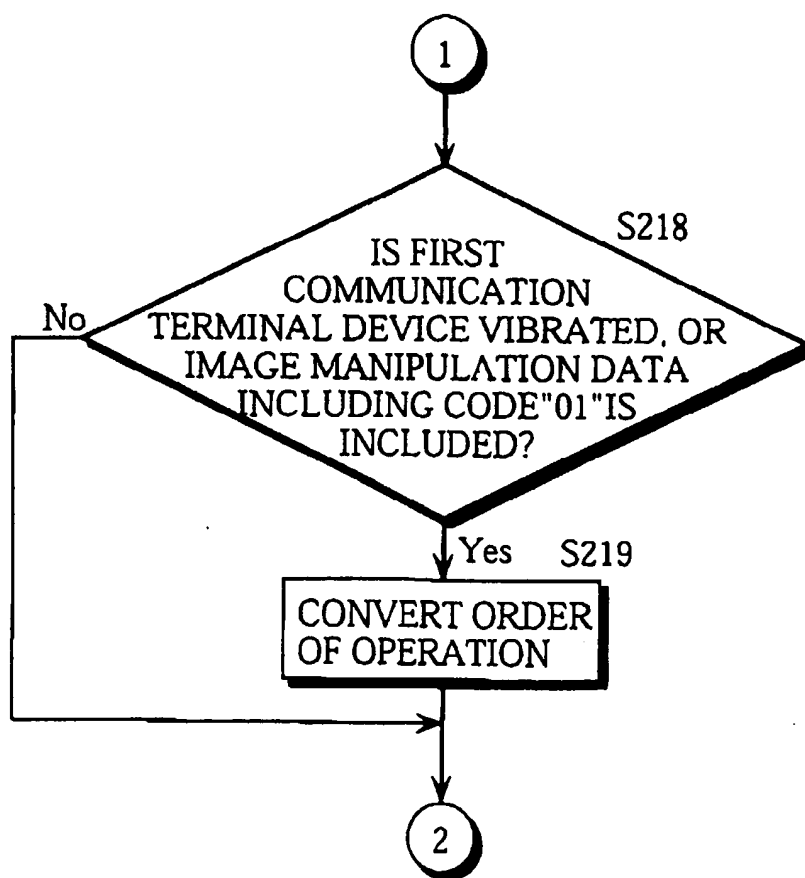 1
S218
IS FIRST
COMMUNICATION
No
TERMINAL DEVICE VIBRATED, OR
IMAGE MANIPULATION DATA
INCLUDING CODE"01"IS
INCLUDED?
Yes
S219
CONVERT ORDER
OF OPERATION
2